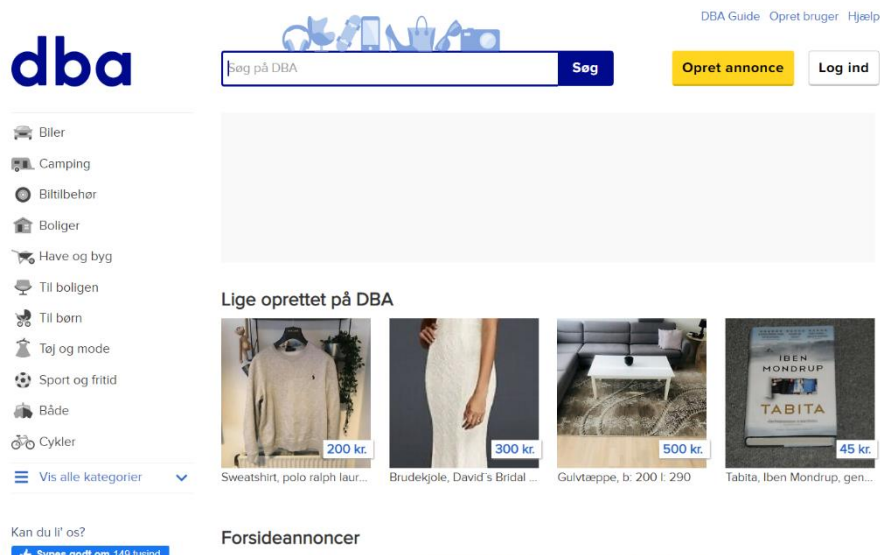 DBA Guide Opret bruger Hjælp
dba
Søg på DBA
Søg
Opret annonce
Log ind
Biler
Camping
Biltilbehør
Boliger
Have og byg
Til boligen
Til børn
Tøj og mode
Sport og fritid
Både
Cykler
Vis alle kategorier
Kan du li' os?
Synes godt om 149 tusind
Lige oprettet på DBA
200 kr.
Sweatshirt, polo ralph laur...
300 kr.
Brudekjole, David´s Bridal ...
500 kr.
Gulvtæppe, b: 200 l: 290
IBEN
MONDRUP
TABITA
45 kr.
Tabita, Iben Mondrup, gen...
Forsideannoncer